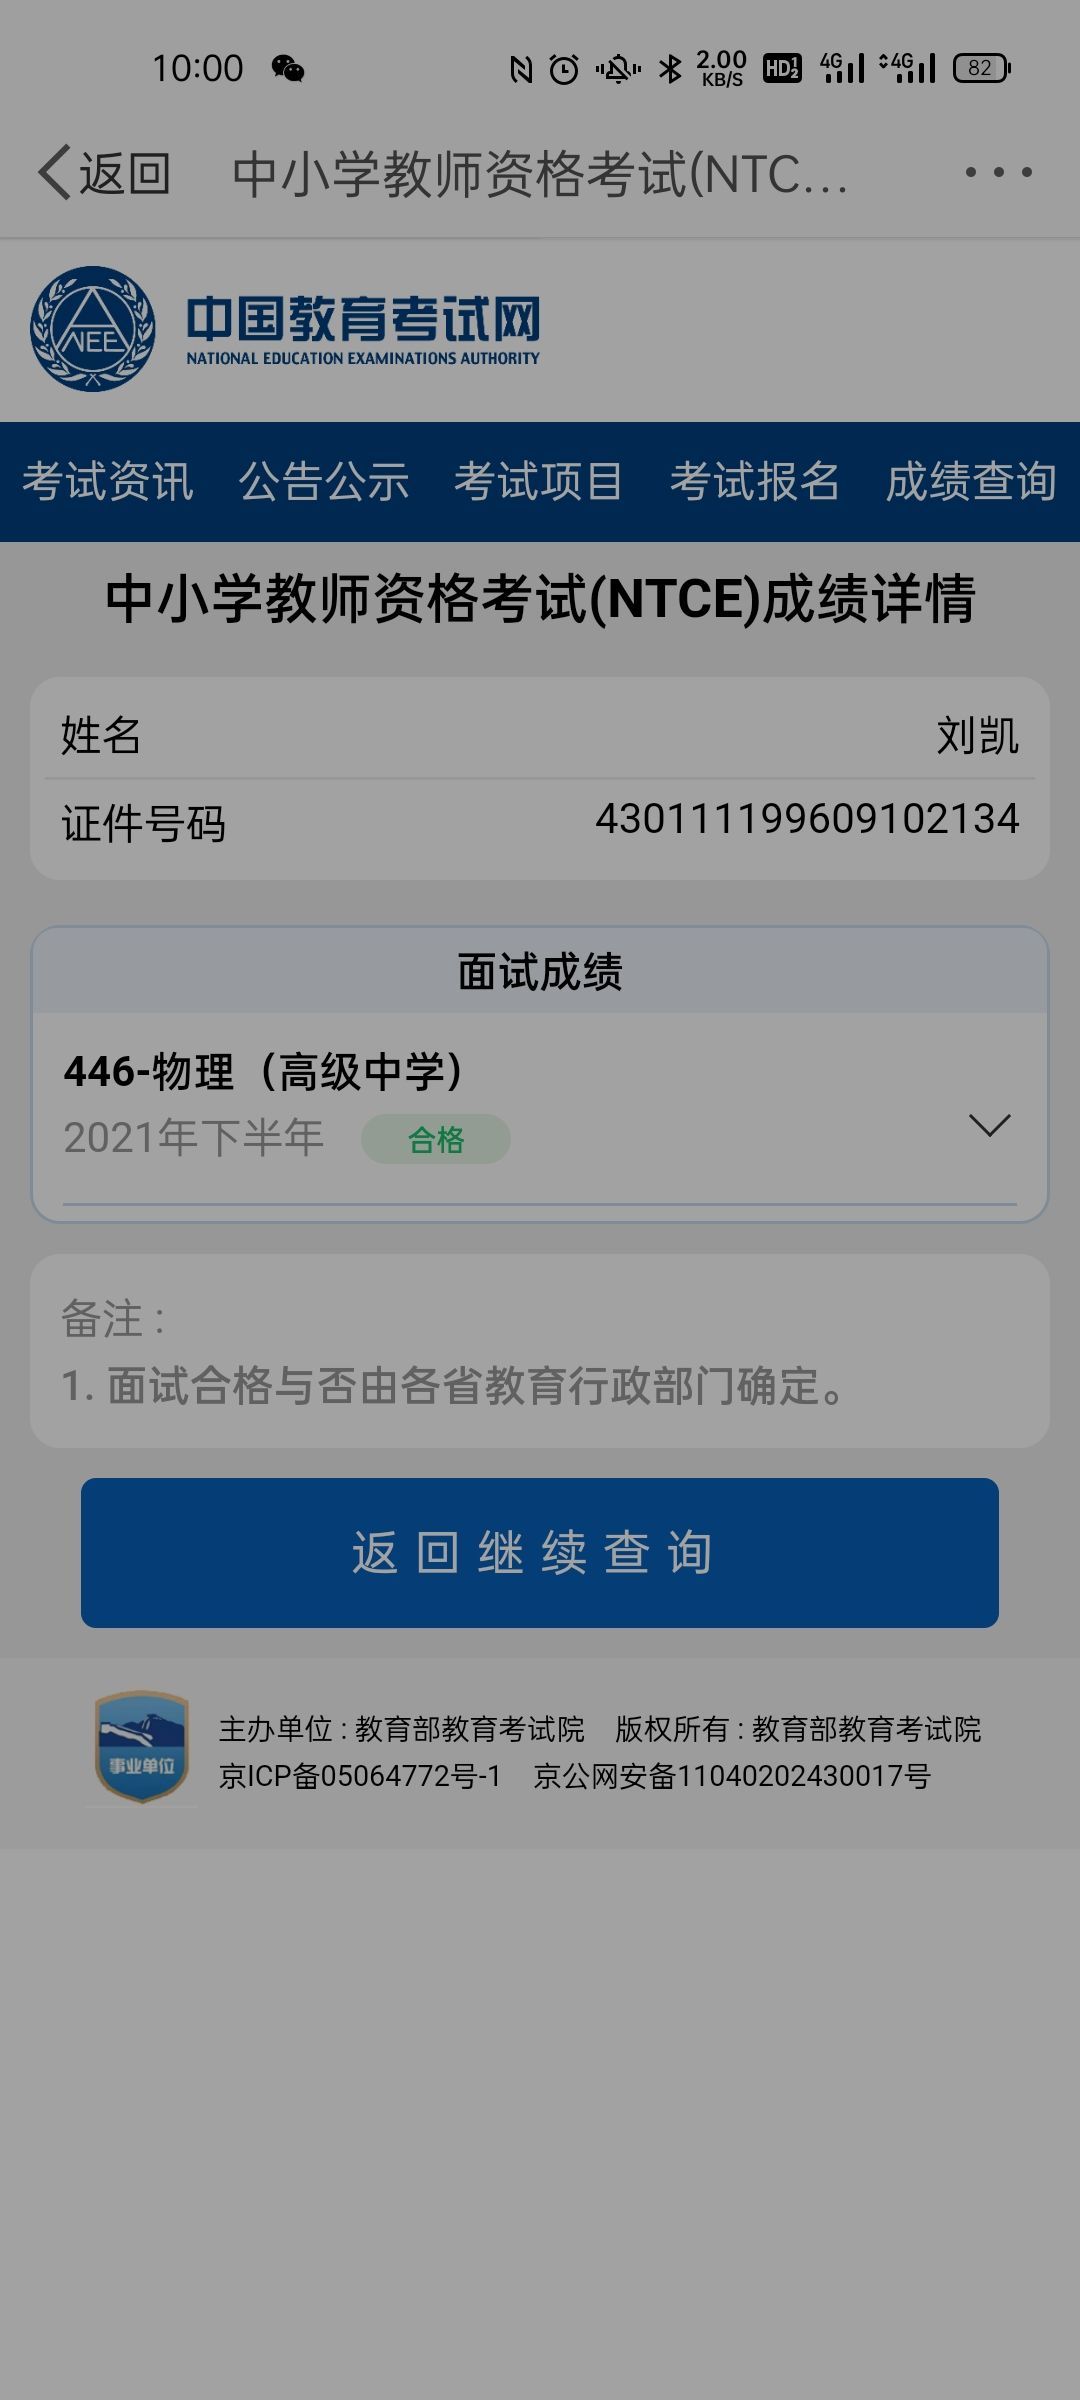 10:00 2.00 KB/S HD 1 2 4G 4G 82
返回 中小学教师资格考试(NTC...
NEEA
中国教育考试网
NATIONAL EDUCATION EXAMINATIONS AUTHORITY
考试资讯 公告公示 考试项目 考试报名 成绩查询
中小学教师资格考试(NTCE)成绩详情
姓名 刘凯
证件号码 430111199609102134
面试成绩
446-物理（高级中学）
2021年下半年 合格
备注：
1. 面试合格与否由各省教育行政部门确定。
返回继续查询
主办单位：教育部教育考试院 版权所有：教育部教育考试院
事业单位
京ICP备05064772号-1 京公网安备11040202430017号